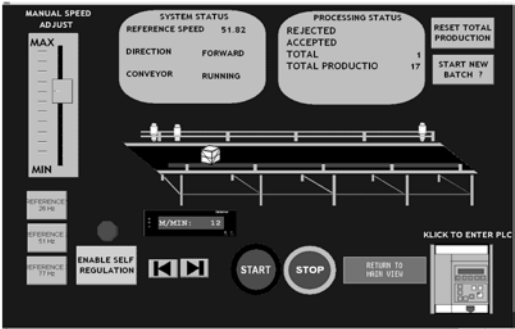 MANUAL SPEED
ADJUST
MAX
MIN
SYSTEM STATUS
REFERENCE SPEED 51.82
DIRECTION FORWARD
CONVEYOR RUNNING
PROCESSING STATUS
REJECTED
ACCEPTED
TOTAL 1
TOTAL PRODUCTIO 17
RESET TOTAL
PRODUCTION
START NEW
BATCH ?
REFERENCE
26 Hz
REFERENCE
51 Hz
REFERENCE
77 Hz
ENABLE SELF
REGULATION
M/MIN: 12
START
STOP
RETURN TO
MAIN VIEW
KLICK TO ENTER PLC